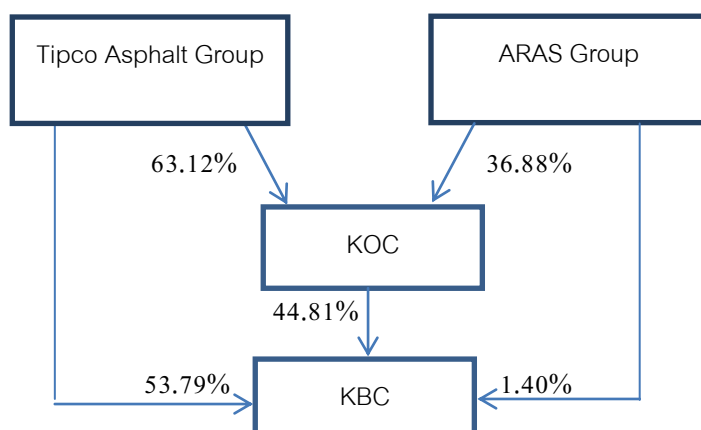 Tipco Asphalt Group
ARAS Group
63.12%
36.88%
KOC
44.81%
53.79%
KBC
1.40%